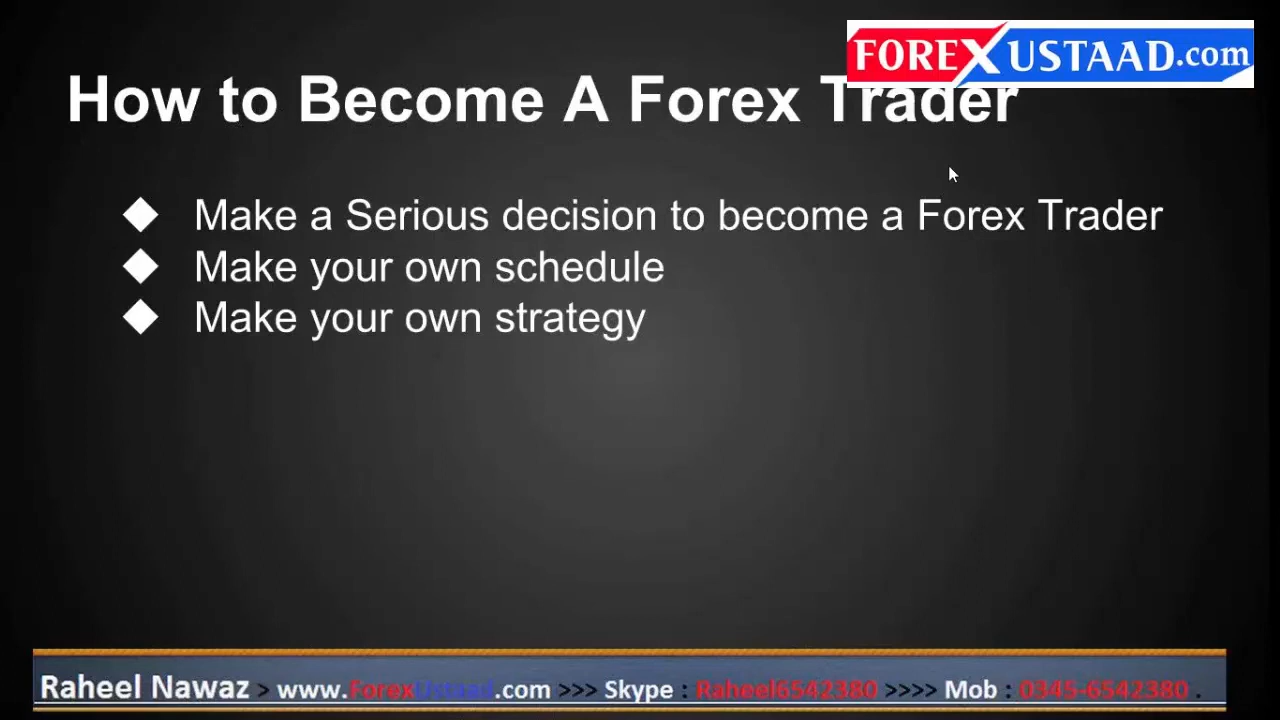 FOREXUSTAAD.com
How to Become A Forex Trader
◆ Make a Serious decision to become a Forex Trader
◆ Make your own schedule
◆ Make your own strategy
Raheel Nawaz > www.ForexUstaad.com >>> Skype : Raheel6542380 >>>> Mob : 0345-6542380 .